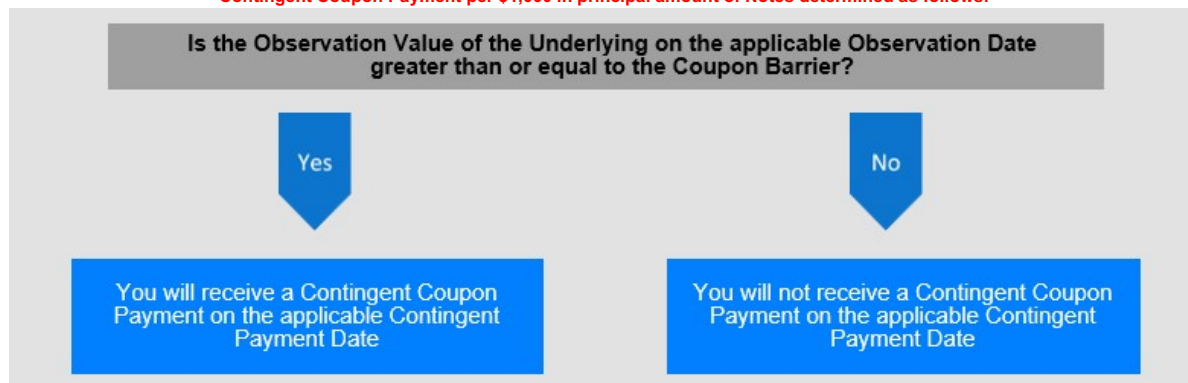 Contingent Coupon Payment per $1,000 in principal amount of Notes determined as follows:
Is the Observation Value of the Underlying on the applicable Observation Date
greater than or equal to the Coupon Barrier?
Yes
No
You will receive a Contingent Coupon
Payment on the applicable Contingent
Payment Date
You will not receive a Contingent Coupon
Payment on the applicable Contingent
Payment Date